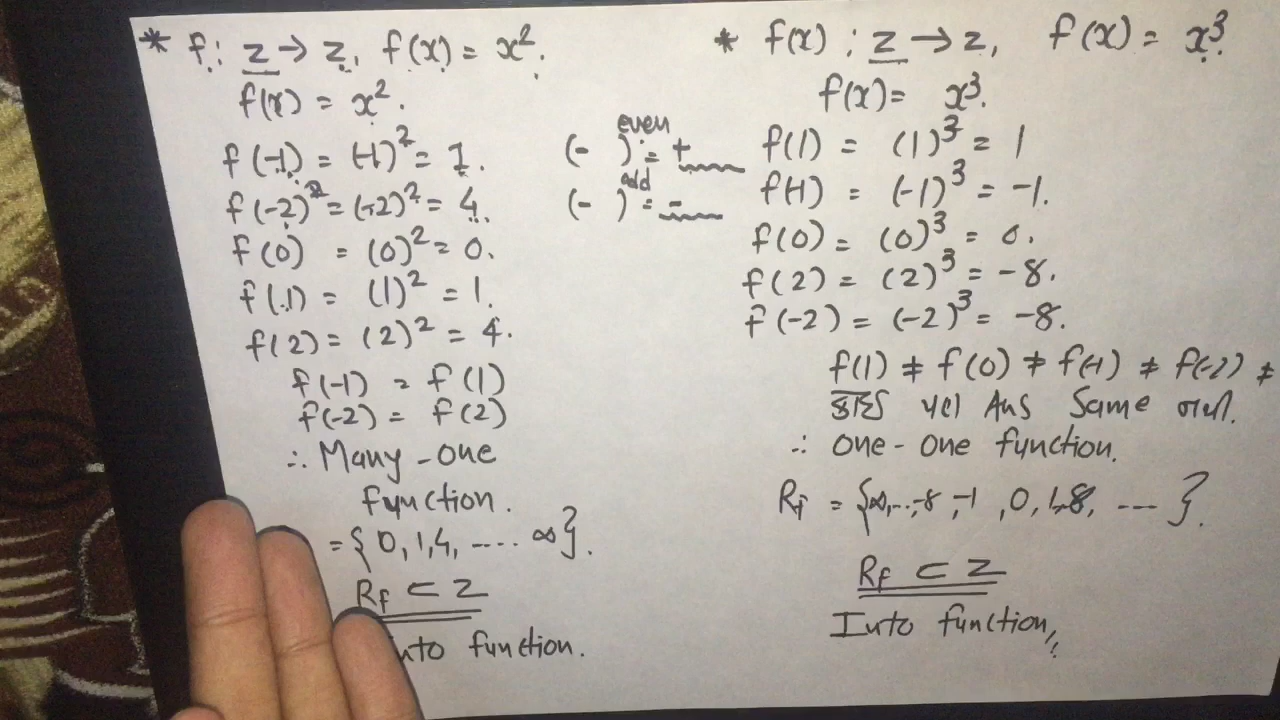 * f: Z → Z, f(x) = x².
f(x) = x².
f(-1) = (-1)² = 1.
f(-2)² = (-2)² = 4.
f(0) = (0)² = 0.
f(1) = (1)² = 1.
f(2) = (2)² = 4.
f(-1) = f(1)
f(-2) = f(2)
∴ Many-one
function.
= { 0, 1, 4, ---- ∞}.
Rf ⊂ Z
Into function.
(- )even = +
(- )odd = -
* f(x) : Z → Z, f(x) = x³.
f(x) = x³.
f(1) = (1)³ = 1
f(-1) = (-1)³ = -1.
f(0) = (0)³ = 0.
f(2) = (2)³ = -8.
f(-2) = (-2)³ = -8.
f(1) ≠ f(0) ≠ f(-1) ≠ f(-2) ≠
Ans Same
∴ one-one function.
Rf = {∞, .., -8, -1, 0, 1, 8, --- }.
Rf ⊂ Z
Into function,